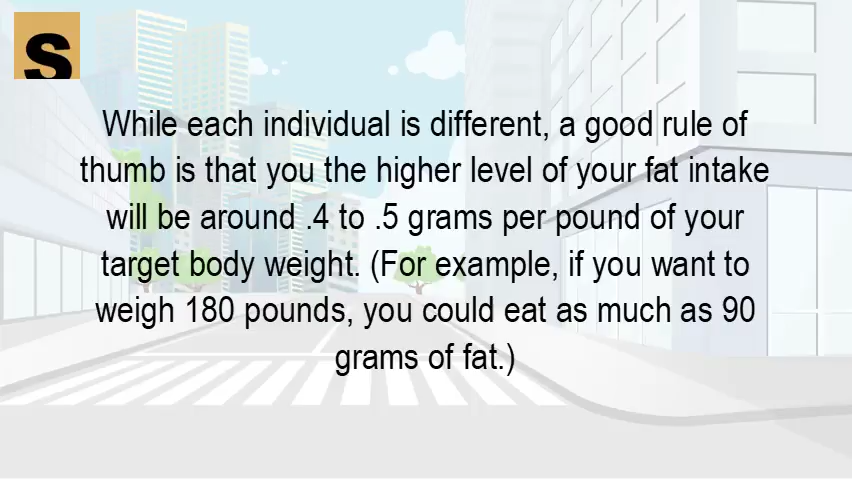 S
While each individual is different, a good rule of
thumb is that you the higher level of your fat intake
will be around .4 to .5 grams per pound of your
target body weight. (For example, if you want to
weigh 180 pounds, you could eat as much as 90
grams of fat.)